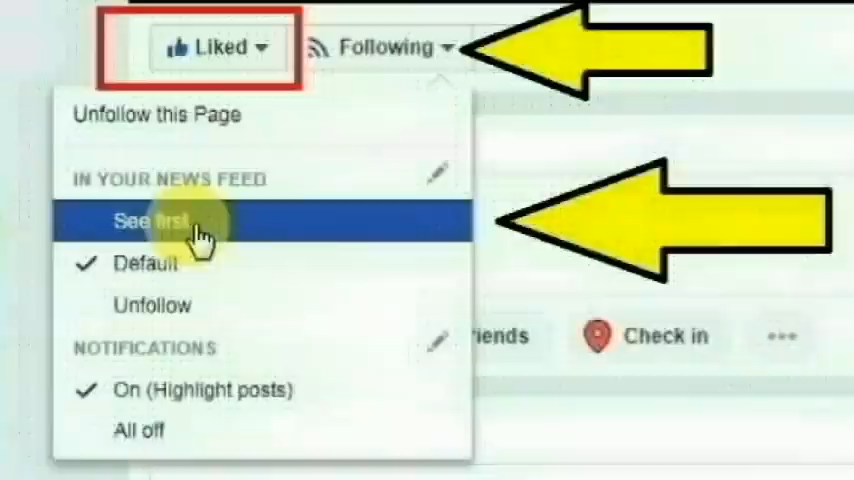 Liked Following
Unfollow this Page
IN YOUR NEWS FEED
See first
Default
Unfollow
NOTIFICATIONS
riends Check in
On (Highlight posts)
All off